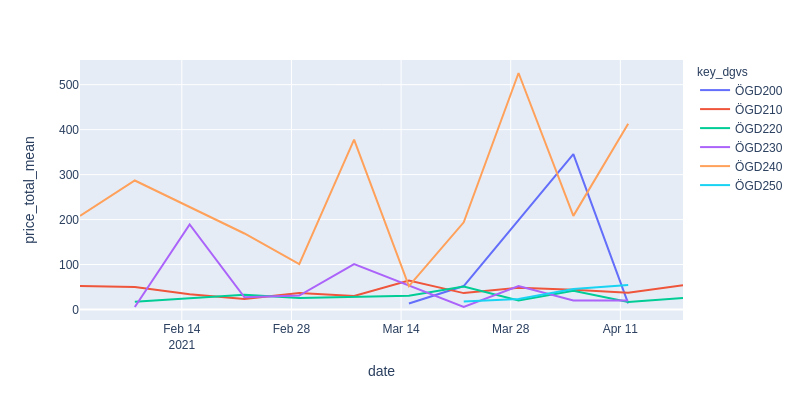 key_dgvs
ÖGD200
ÖGD210
ÖGD220
ÖGD230
ÖGD240
ÖGD250
price_total_mean
500
400
300
200
100
0
Feb 14 Feb 28 Mar 14 Mar 28 Apr 11
2021
date